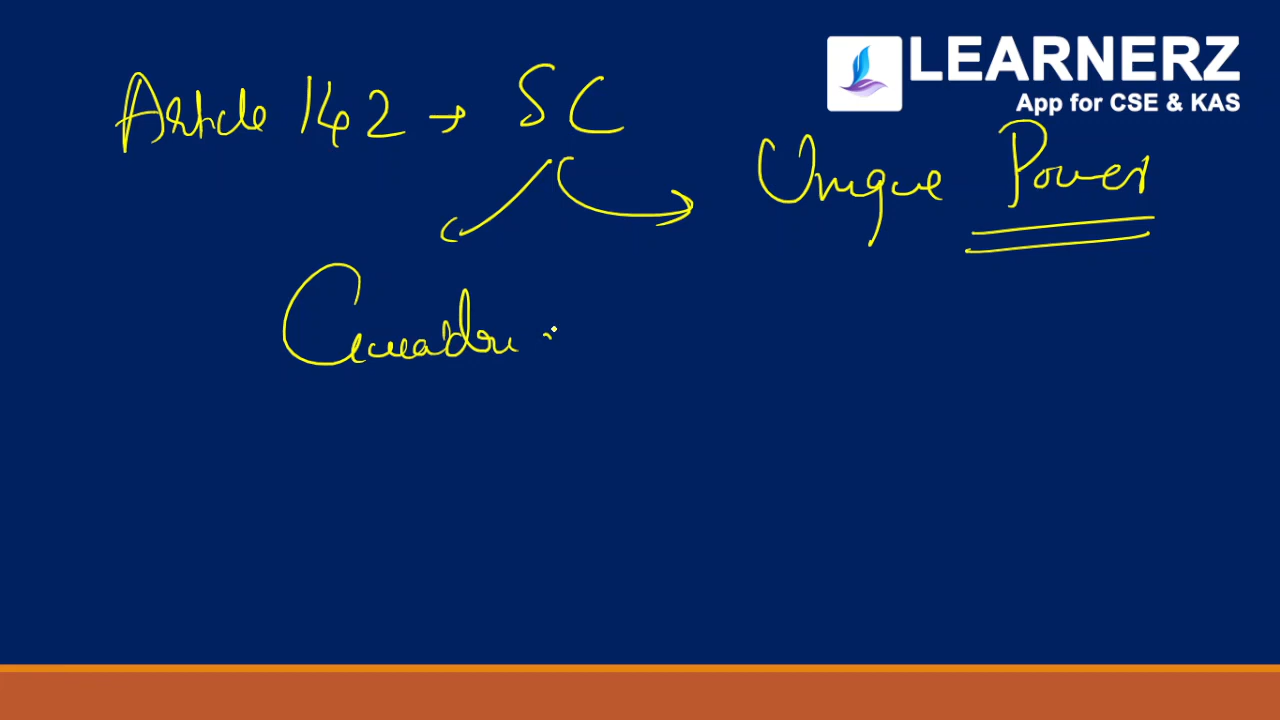 LEARNERZ
App for CSE & KAS
Article 142 → SC
Unique Power